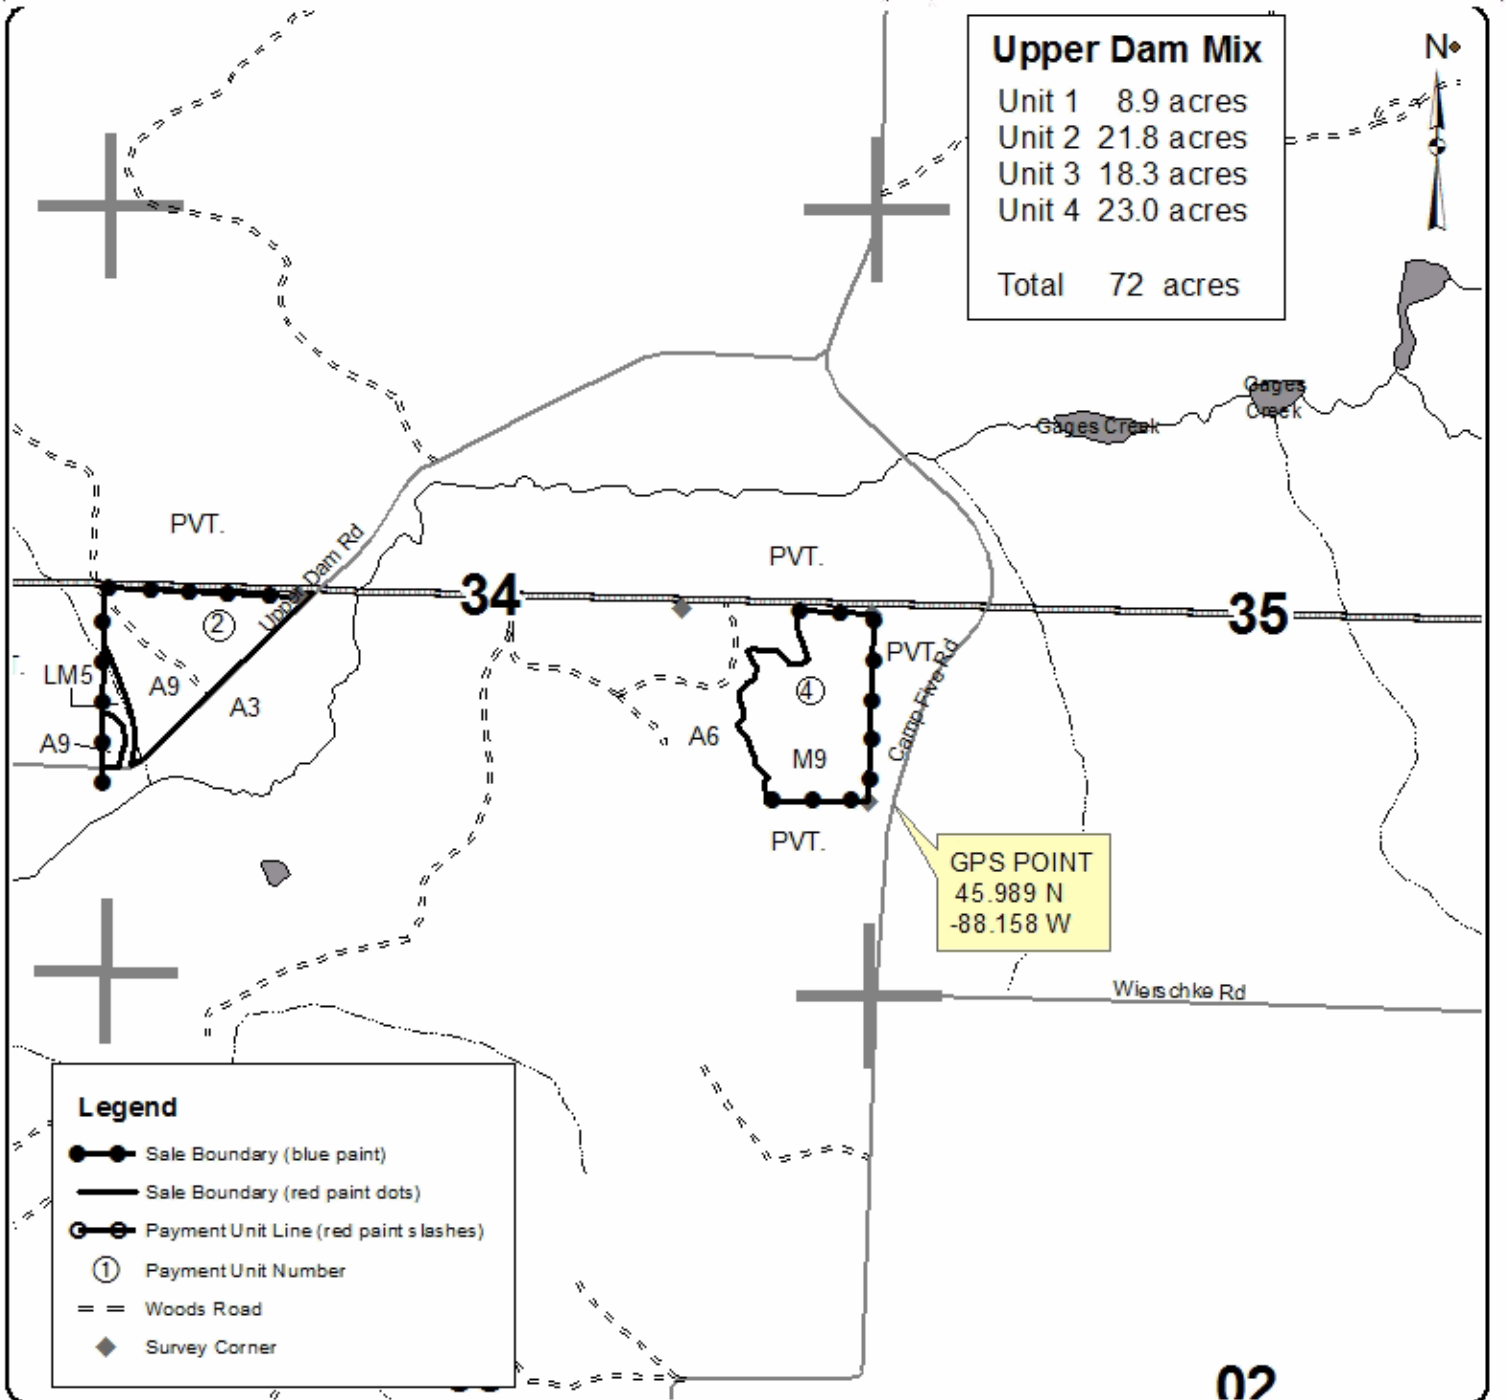 Upper Dam Mix
Unit 1 8.9 acres
Unit 2 21.8 acres
Unit 3 18.3 acres
Unit 4 23.0 acres
Total 72 acres
N
Gages
Creek
Gages Creek
PVT.
Upper Dam Rd
PVT.
34
35
2
PVT.
LM5
A9
A3
4
Camp Five Rd
A6
A9
M9
PVT.
GPS POINT
45.989 N
-88.158 W
Wierschke Rd
Legend
Sale Boundary (blue paint)
Sale Boundary (red paint dots)
Payment Unit Line (red paint slashes)
1 Payment Unit Number
Woods Road
Survey Corner
02